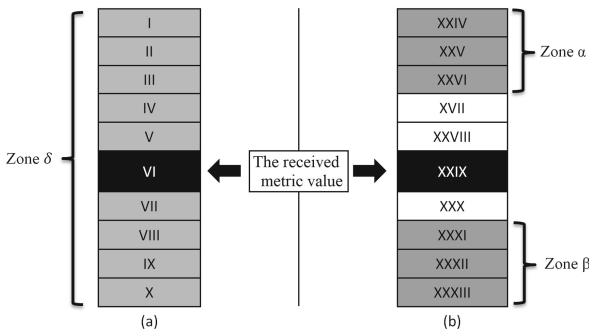 I
II
III
IV
V
VI
VII
VIII
IX
X
Zone δ
(a)
The received
metric value
XXIV
XXV
XXVI
XVII
XXVIII
XXIX
XXX
XXXI
XXXII
XXXIII
Zone α
Zone β
(b)